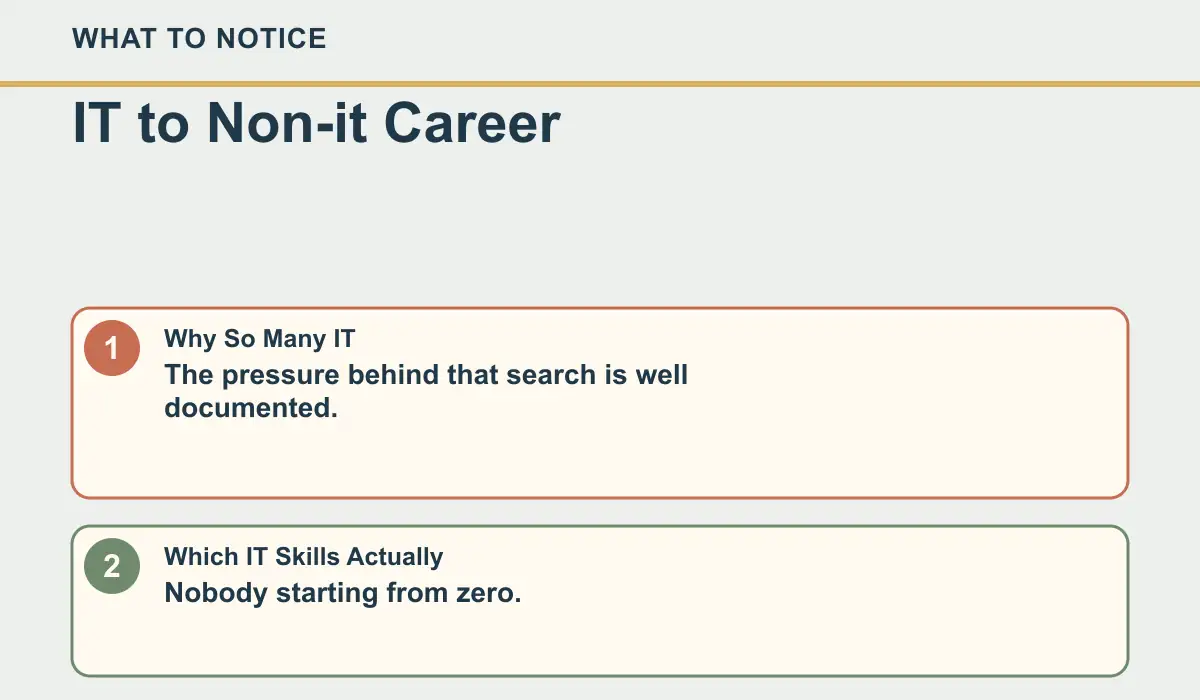 WHAT TO NOTICE
IT to Non-it Career
1
Why So Many IT
The pressure behind that search is well
documented.
2
Which IT Skills Actually
Nobody starting from zero.